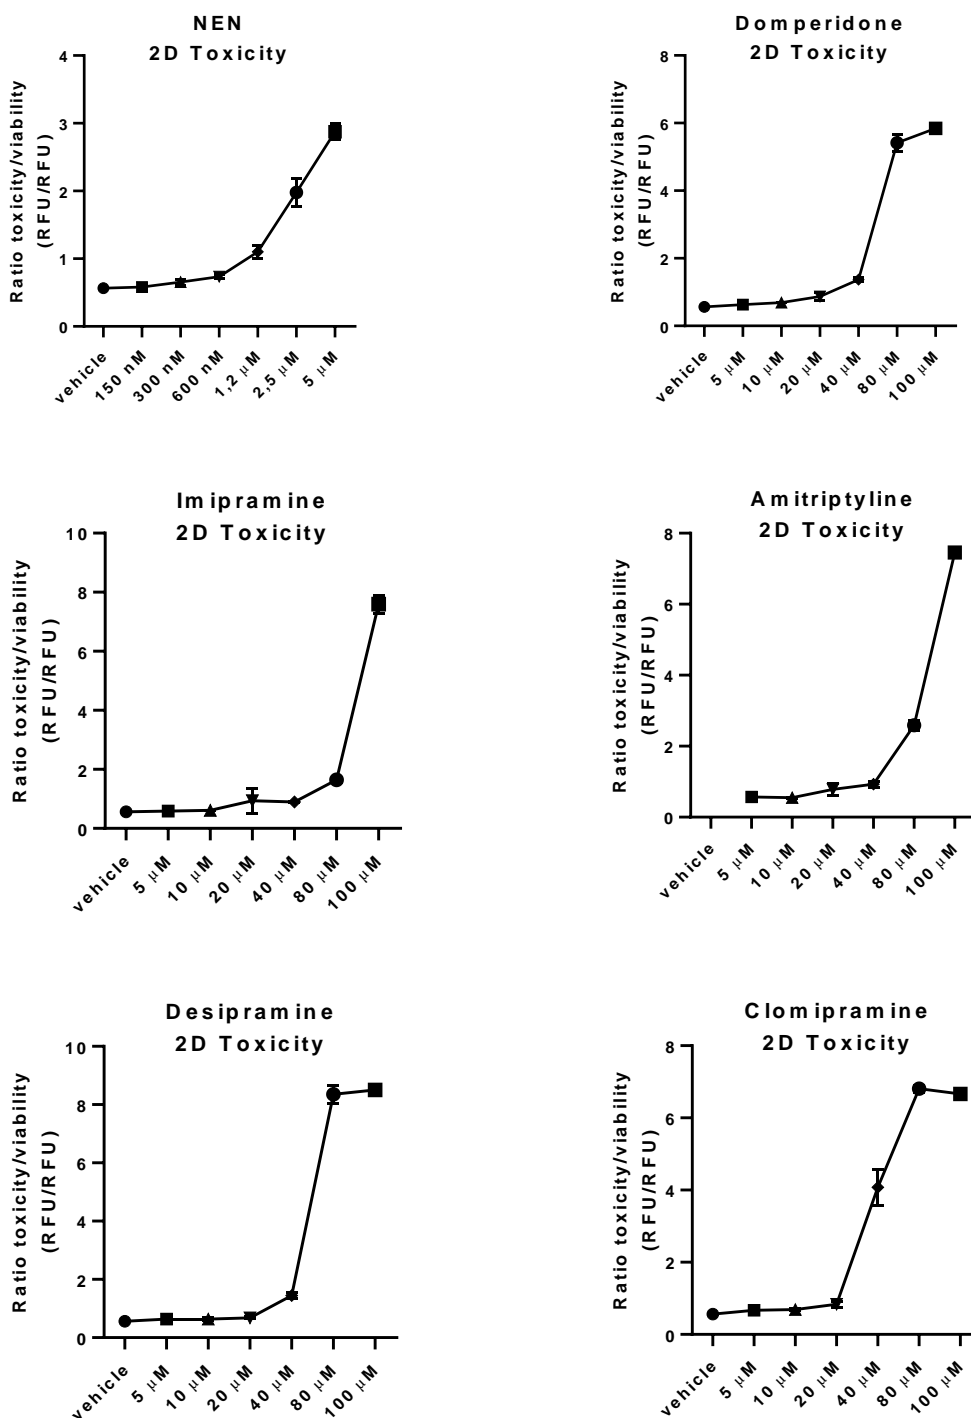 NEN
2D Toxicity
Ratio toxicity/viability
(RFU/RFU)
4
3
2
1
0
vehicle
150 nM
300 nM
600 nM
1,2 μM
2,5 μM
5 μM
Domperidone
2D Toxicity
Ratio toxicity/viability
(RFU/RFU)
8
6
4
2
0
vehicle
5 μM
10 μM
20 μM
40 μM
80 μM
100 μM
Imipramine
2D Toxicity
Ratio toxicity/viability
(RFU/RFU)
10
8
6
4
2
0
vehicle
5 μM
10 μM
20 μM
40 μM
80 μM
100 μM
Amitriptyline
2D Toxicity
Ratio toxicity/viability
(RFU/RFU)
8
6
4
2
0
vehicle
5 μM
10 μM
20 μM
40 μM
80 μM
100 μM
Desipramine
2D Toxicity
Ratio toxicity/viability
(RFU/RFU)
10
8
6
4
2
0
vehicle
5 μM
10 μM
20 μM
40 μM
80 μM
100 μM
Clomipramine
2D Toxicity
Ratio toxicity/viability
(RFU/RFU)
8
6
4
2
0
vehicle
5 μM
10 μM
20 μM
40 μM
80 μM
100 μM